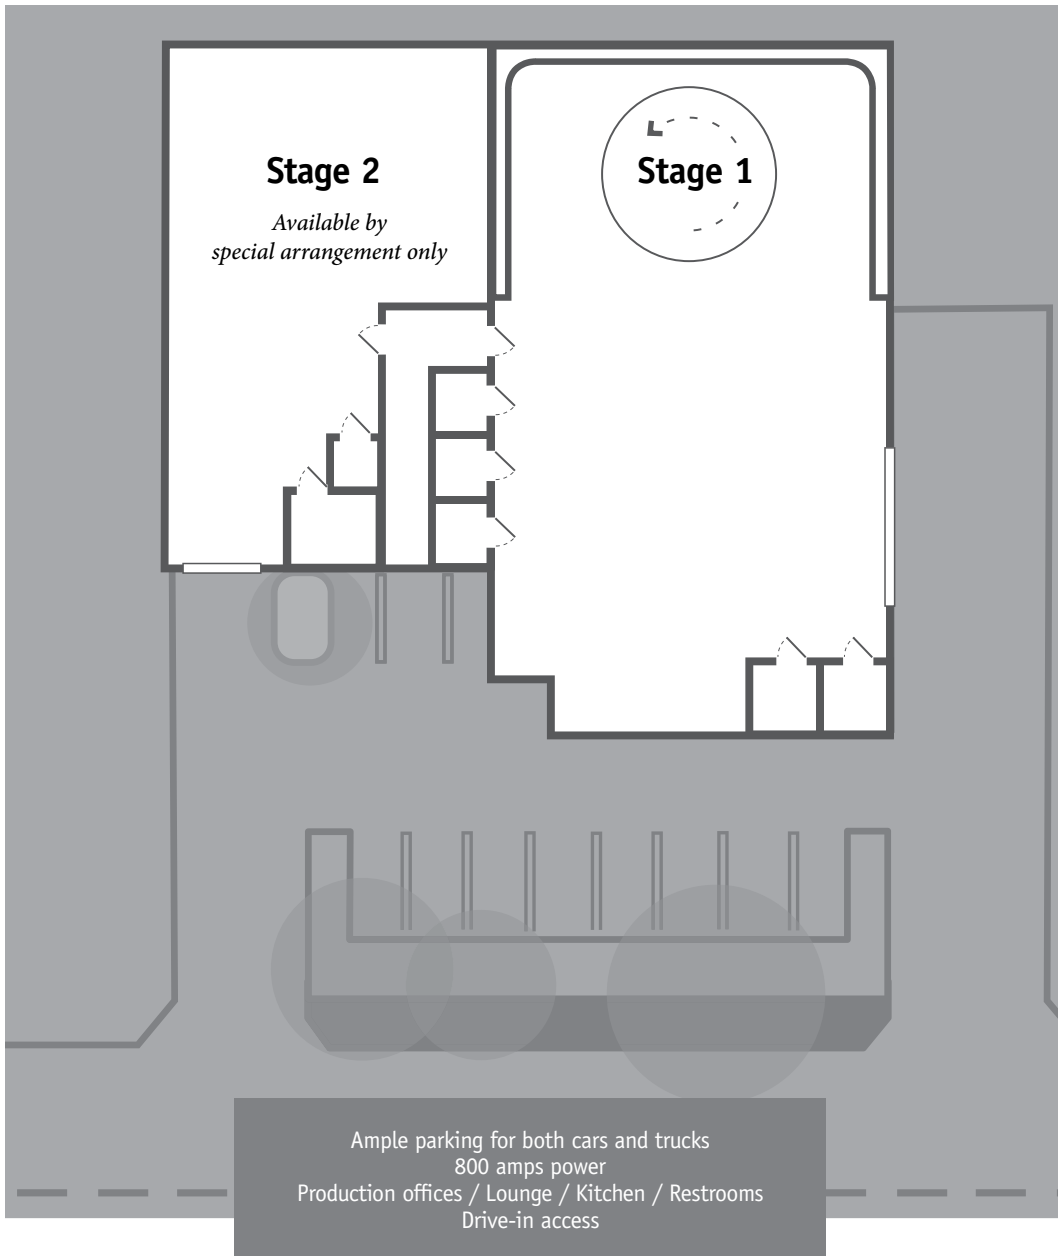 Stage 2
Available by
special arrangement only
Stage 1
Ample parking for both cars and trucks
800 amps power
Production offices / Lounge / Kitchen / Restrooms
Drive-in access